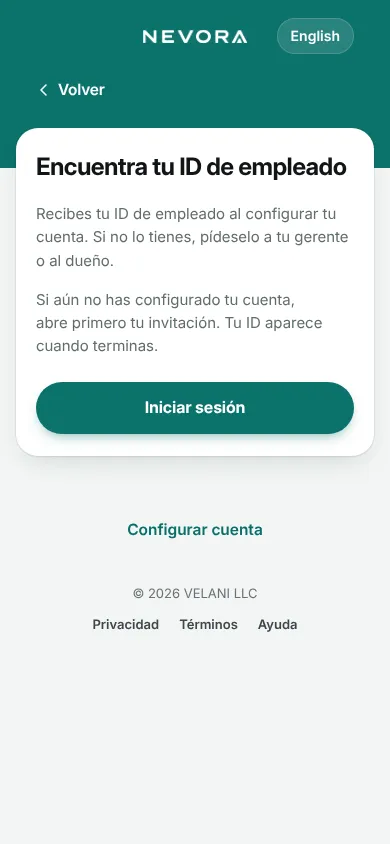 NEVORA
English
Volver
Encuentra tu ID de empleado
Recibes tu ID de empleado al configurar tu
cuenta. Si no lo tienes, pídeselo a tu gerente
o al dueño.
Si aún no has configurado tu cuenta,
abre primero tu invitación. Tu ID aparece
cuando terminas.
Iniciar sesión
Configurar cuenta
© 2026 VELANI LLC
Privacidad Términos Ayuda